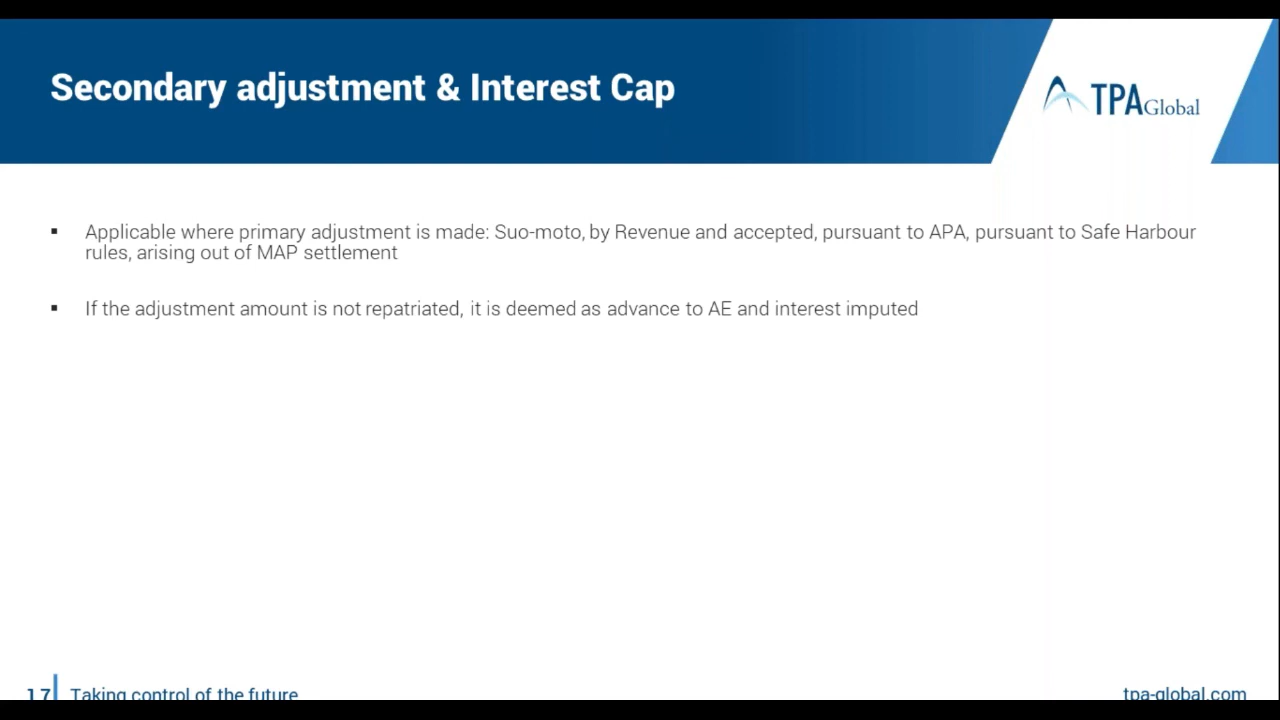 Secondary adjustment & Interest Cap
TPA Global
▪ Applicable where primary adjustment is made: Suo-moto, by Revenue and accepted, pursuant to APA, pursuant to Safe Harbour
rules, arising out of MAP settlement
▪ If the adjustment amount is not repatriated, it is deemed as advance to AE and interest imputed
17 Taking control of the future
tpa-global.com